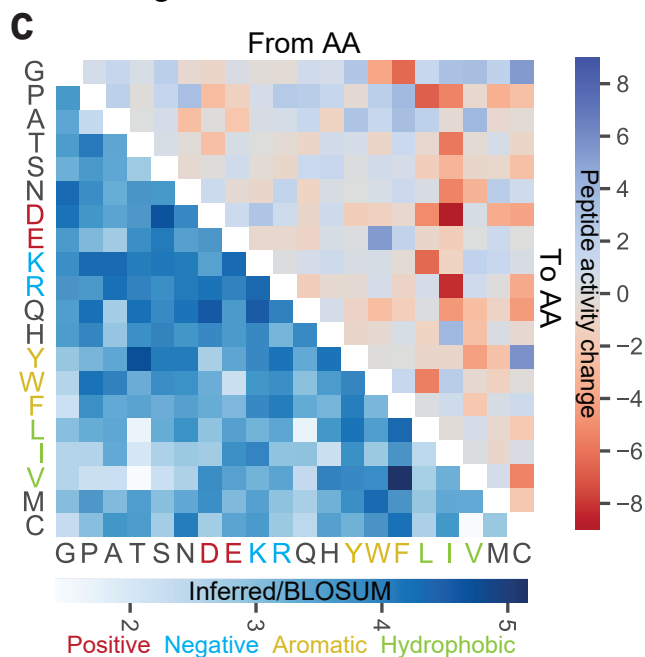 c
From AA
G
P
A
T
S
N
D
E
K
R
Q
H
Y
W
F
L
I
V
M
C
To AA
8
6
4
2
0
−2
−4
−6
−8
Peptide activity change
G P A T S N D E K R Q H Y W F L I V M C
Inferred/BLOSUM
2 3 4 5
Positive Negative Aromatic Hydrophobic